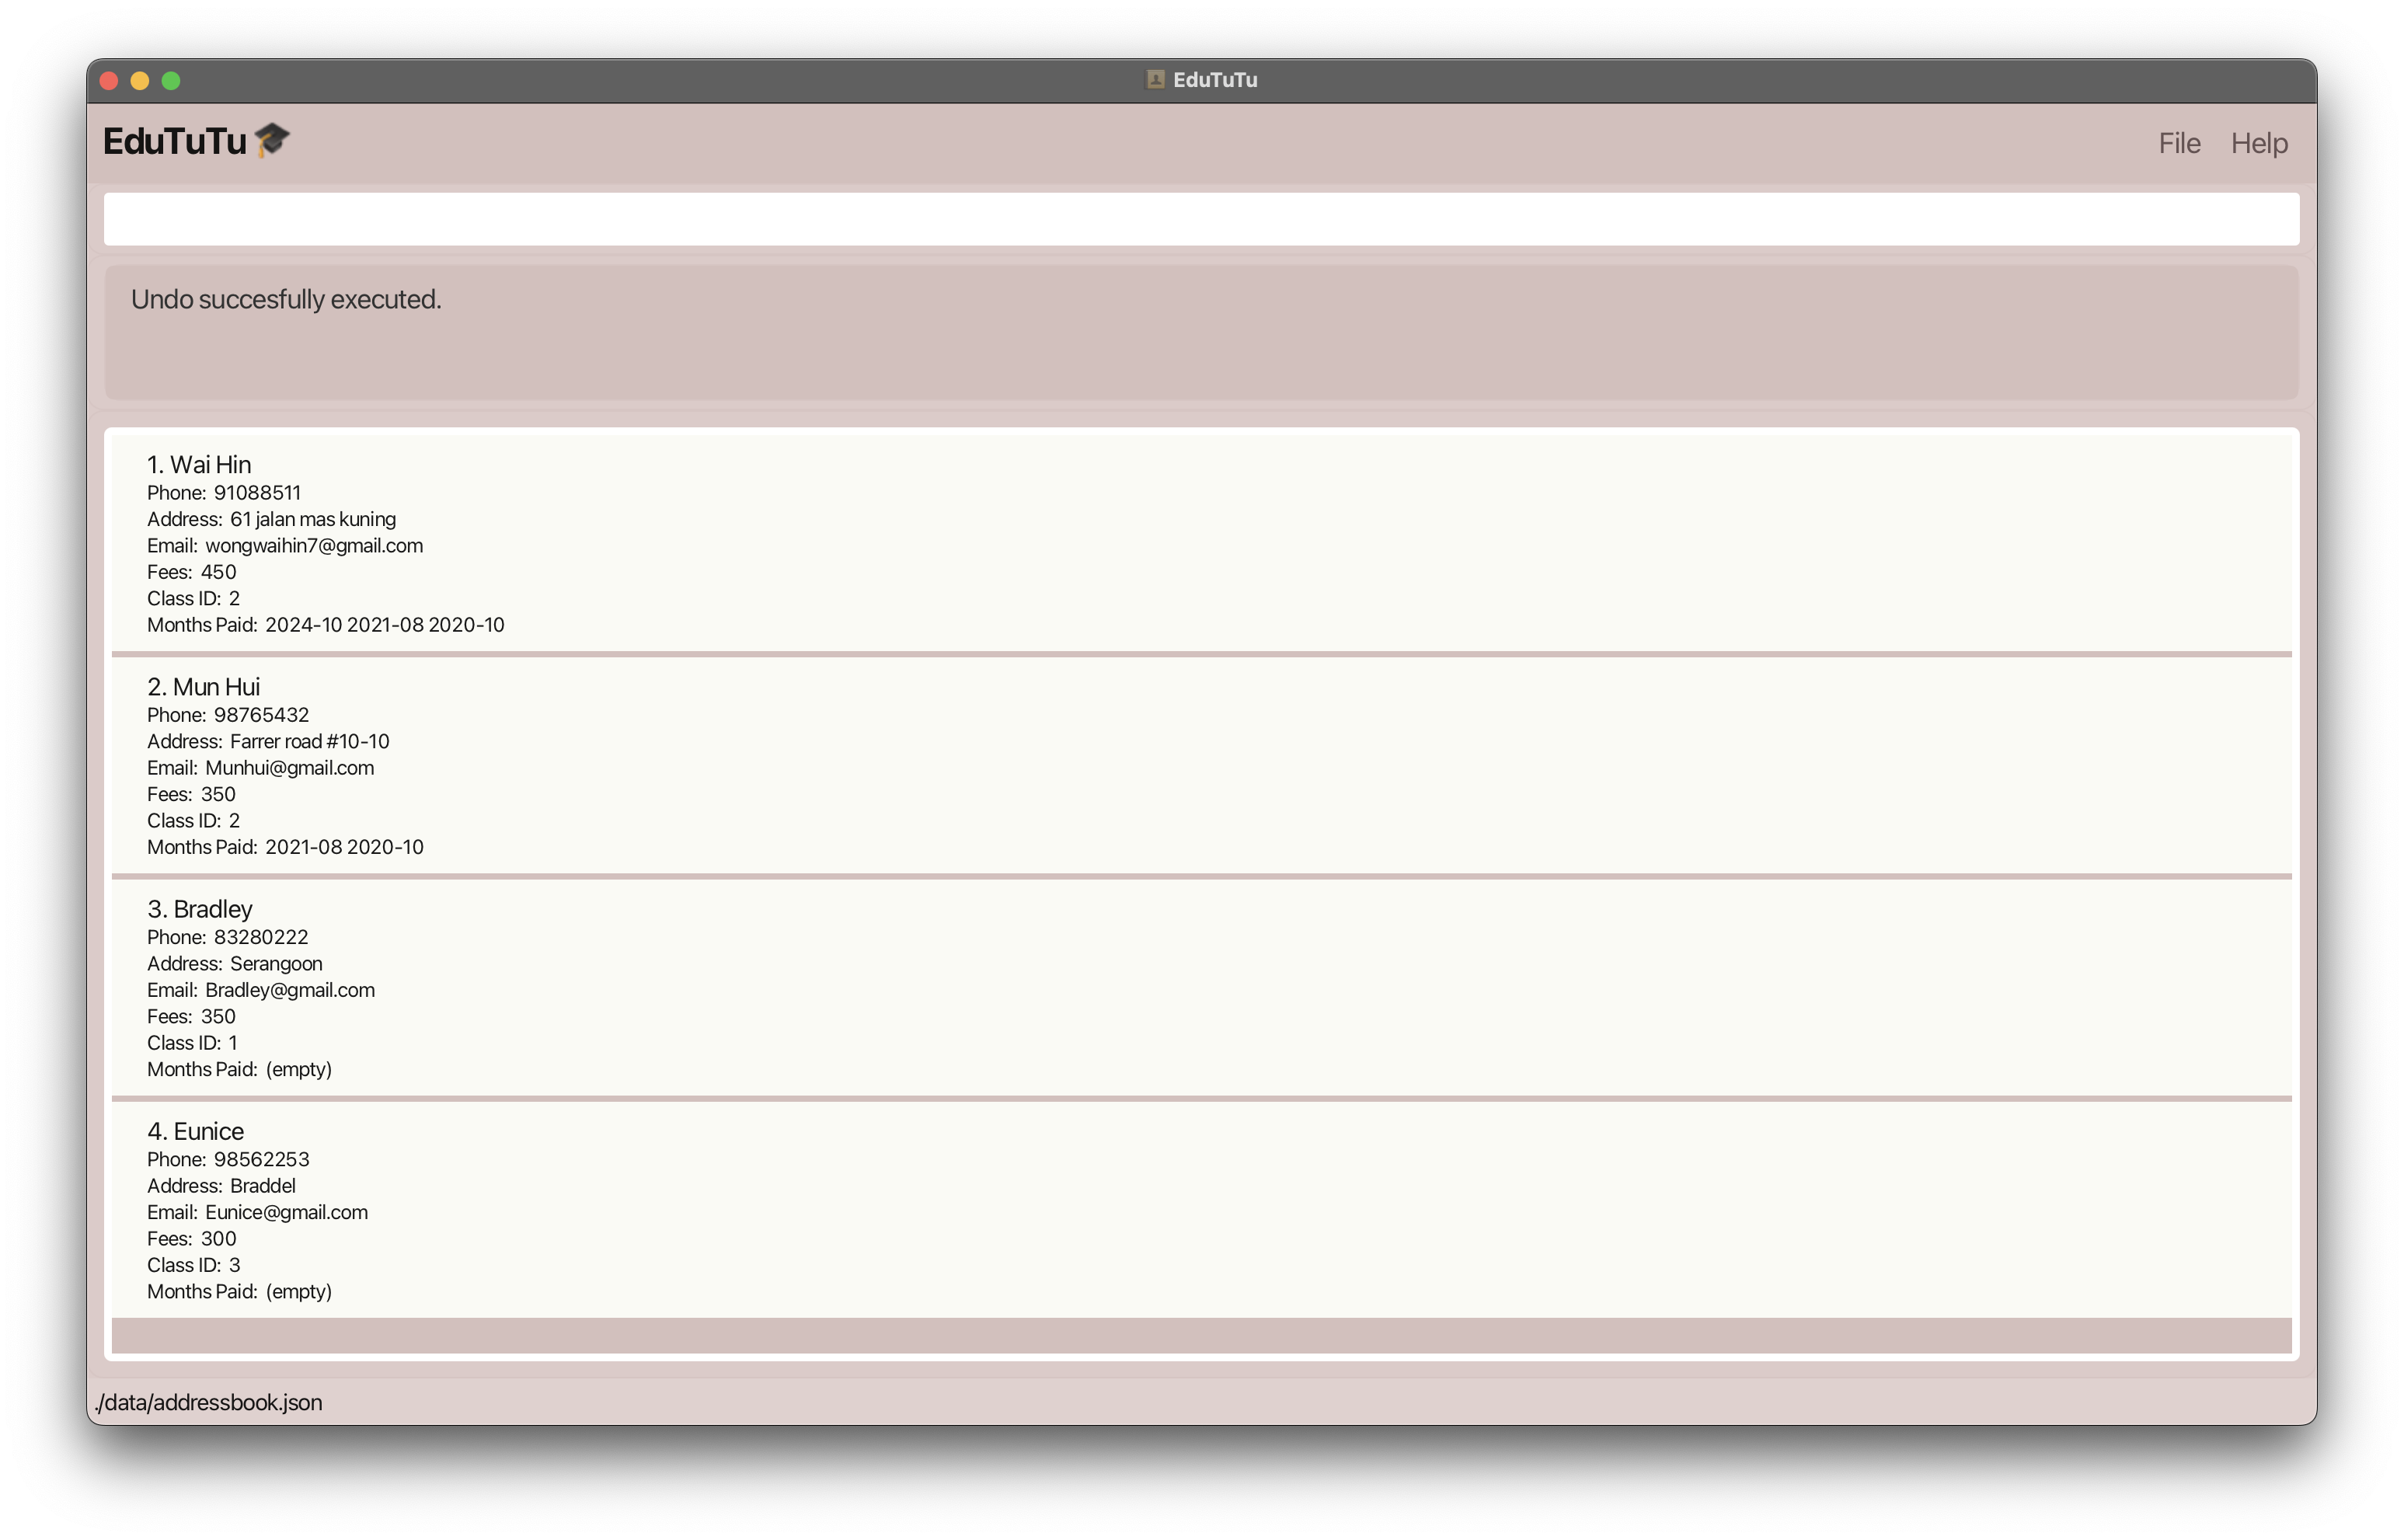 EduTuTu
EduTuTu
File Help
Undo succesfully executed.
1. Wai Hin
Phone: 91088511
Address: 61 jalan mas kuning
Email: wongwaihin7@gmail.com
Fees: 450
Class ID: 2
Months Paid: 2024-10 2021-08 2020-10
2. Mun Hui
Phone: 98765432
Address: Farrer road #10-10
Email: Munhui@gmail.com
Fees: 350
Class ID: 2
Months Paid: 2021-08 2020-10
3. Bradley
Phone: 83280222
Address: Serangoon
Email: Bradley@gmail.com
Fees: 350
Class ID: 1
Months Paid: (empty)
4. Eunice
Phone: 98562253
Address: Braddel
Email: Eunice@gmail.com
Fees: 300
Class ID: 3
Months Paid: (empty)
./data/addressbook.json